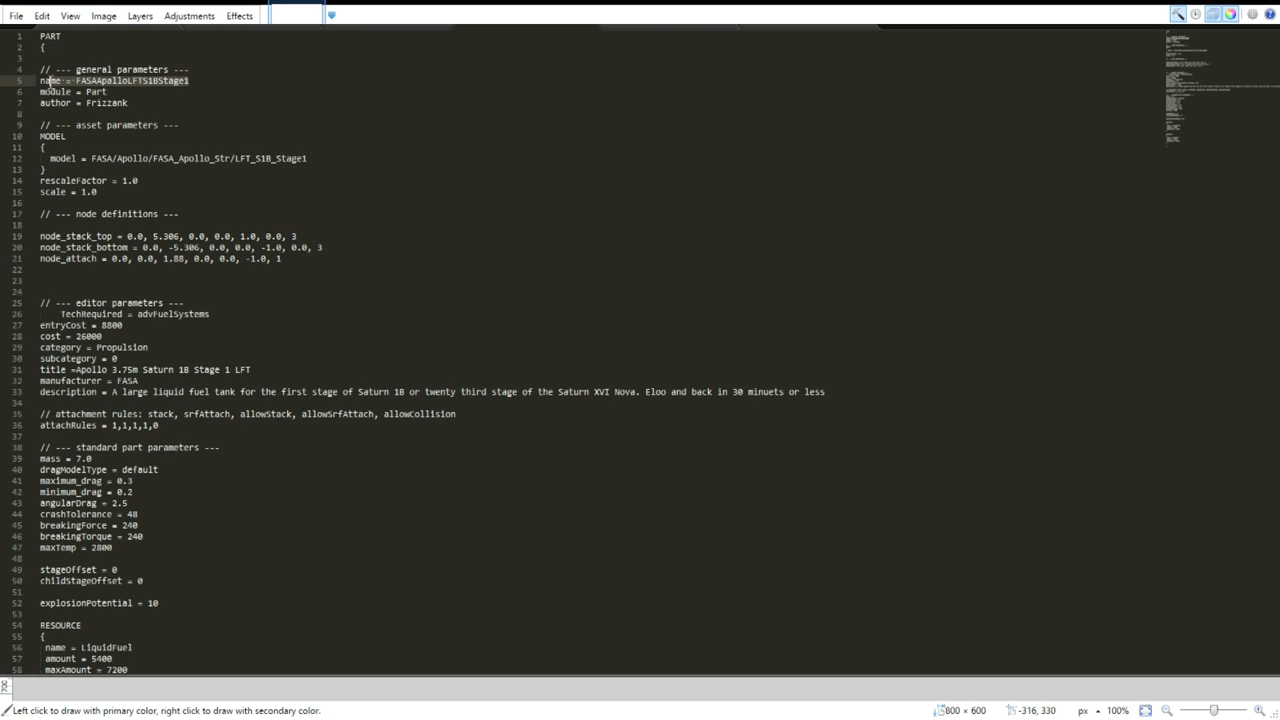 File Edit View Image Layers Adjustments Effects
1 PART
2 {
3
4 // --- general parameters ---
5 name = FASAApolloLFTS1BStage1
6 module = Part
7 author = Frizzank
8
9 // --- asset parameters ---
10 MODEL
11 {
12 model = FASA/Apollo/FASA_Apollo_Str/LFT_S1B_Stage1
13 }
14 rescaleFactor = 1.0
15 scale = 1.0
16
17 // --- node definitions ---
18
19 node_stack_top = 0.0, 5.306, 0.0, 0.0, 1.0, 0.0, 3
20 node_stack_bottom = 0.0, -5.306, 0.0, 0.0, -1.0, 0.0, 3
21 node_attach = 0.0, 0.0, 1.88, 0.0, 0.0, -1.0, 1
22
23
24
25 // --- editor parameters ---
26 TechRequired = advFuelSystems
27 entryCost = 8800
28 cost = 26000
29 category = Propulsion
30 subcategory = 0
31 title =Apollo 3.75m Saturn 1B Stage 1 LFT
32 manufacturer = FASA
33 description = A large liquid fuel tank for the first stage of Saturn 1B or twenty third stage of the Saturn XVI Nova. Eloo and back in 30 minuets or less
34
35 // attachment rules: stack, srfAttach, allowStack, allowSrfAttach, allowCollision
36 attachRules = 1,1,1,1,0
37
38 // --- standard part parameters ---
39 mass = 7.0
40 dragModelType = default
41 maximum_drag = 0.3
42 minimum_drag = 0.2
43 angularDrag = 2.5
44 crashTolerance = 48
45 breakingForce = 240
46 breakingTorque = 240
47 maxTemp = 2800
48
49 stageOffset = 0
50 childStageOffset = 0
51
52 explosionPotential = 10
53
54 RESOURCE
55 {
56 name = LiquidFuel
57 amount = 5400
58 maxAmount = 7200
700
Left click to draw with primary color, right click to draw with secondary color. 800 × 600 -316, 330 px 100%